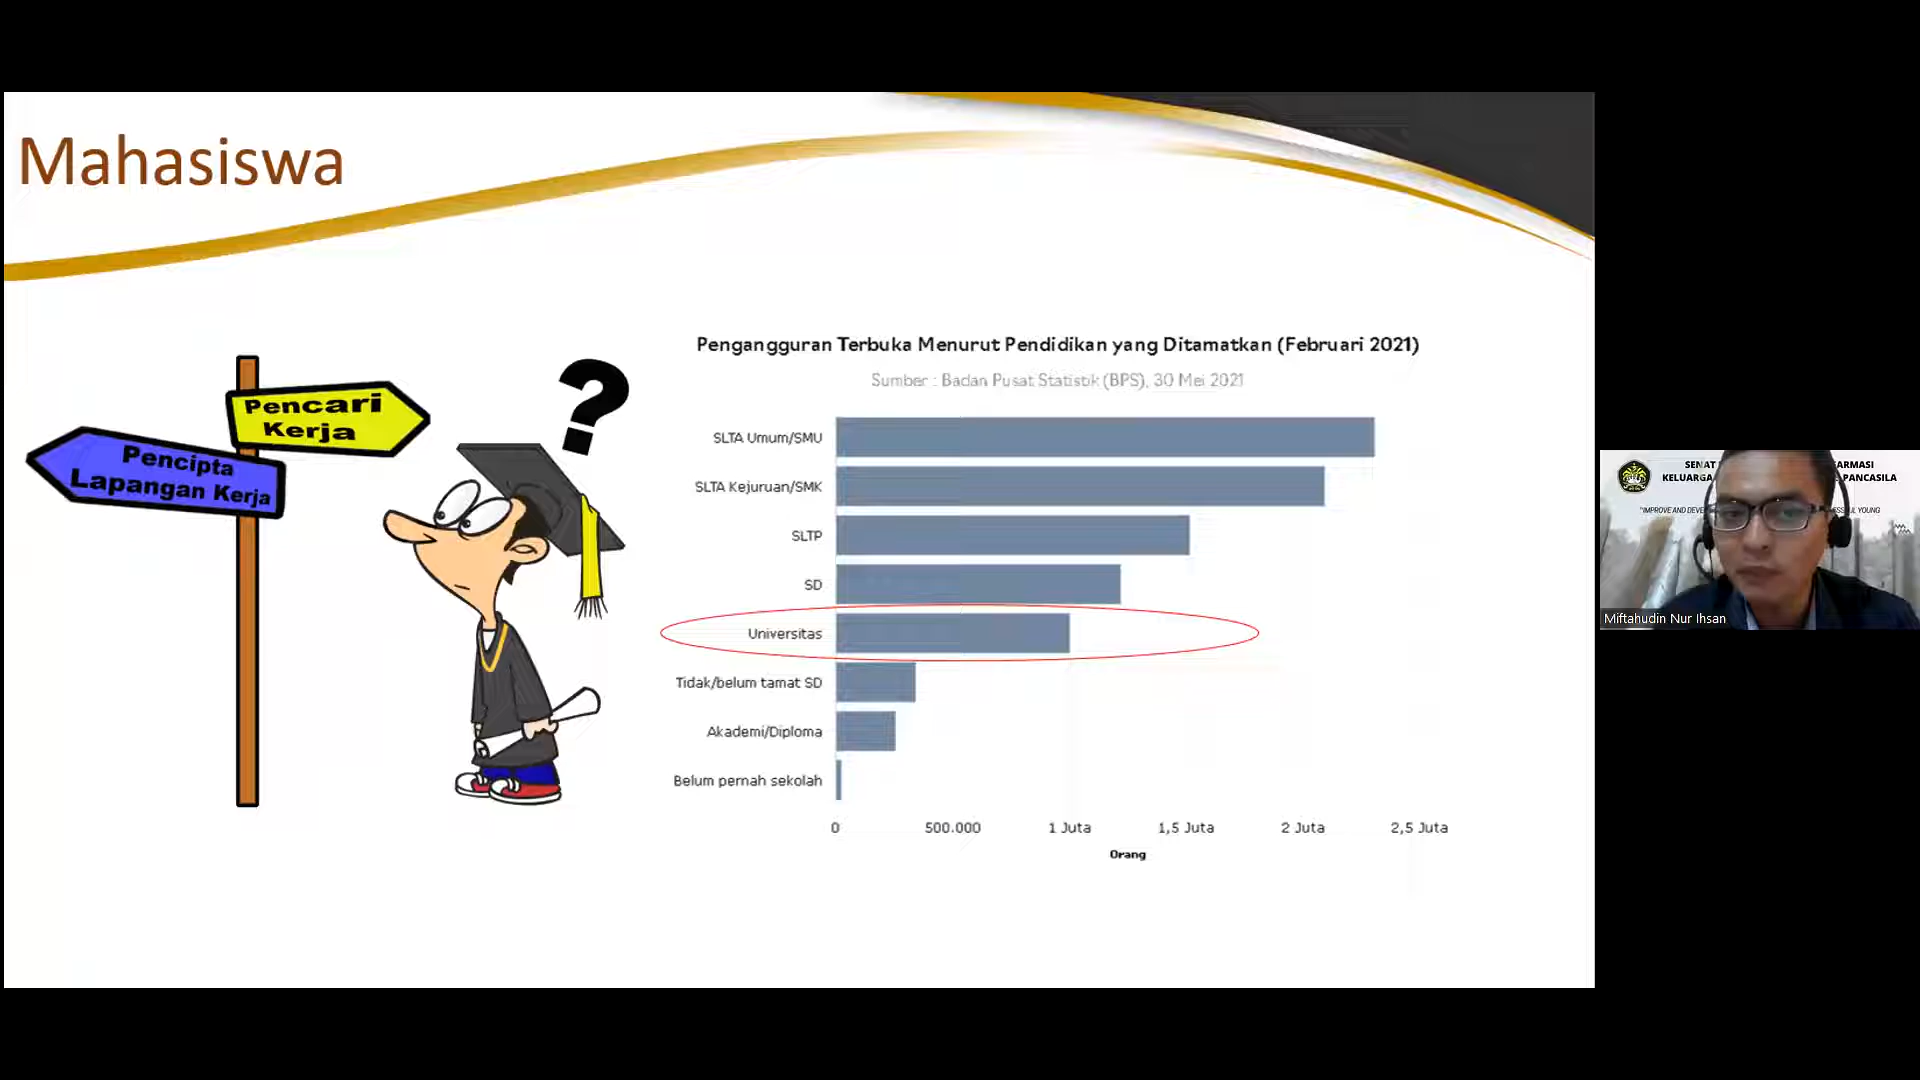 Mahasiswa
Pencari
Kerja
Pencipta
Lapangan Kerja
?
Pengangguran Terbuka Menurut Pendidikan yang Ditamatkan (Februari 2021)
Sumber : Badan Pusat Statistik (BPS), 30 Mei 2021
SLTA Umum/SMU
SLTA Kejuruan/SMK
SLTP
SD
Universitas
Tidak/belum tamat SD
Akademi/Diploma
Belum pernah sekolah
0 500.000 1 Juta 1,5 Juta 2 Juta 2,5 Juta
Orang
SENAT
KELUARGA PANCASILA
"IMPROVE AND YOUNG
Miftahudin Nur Ihsan